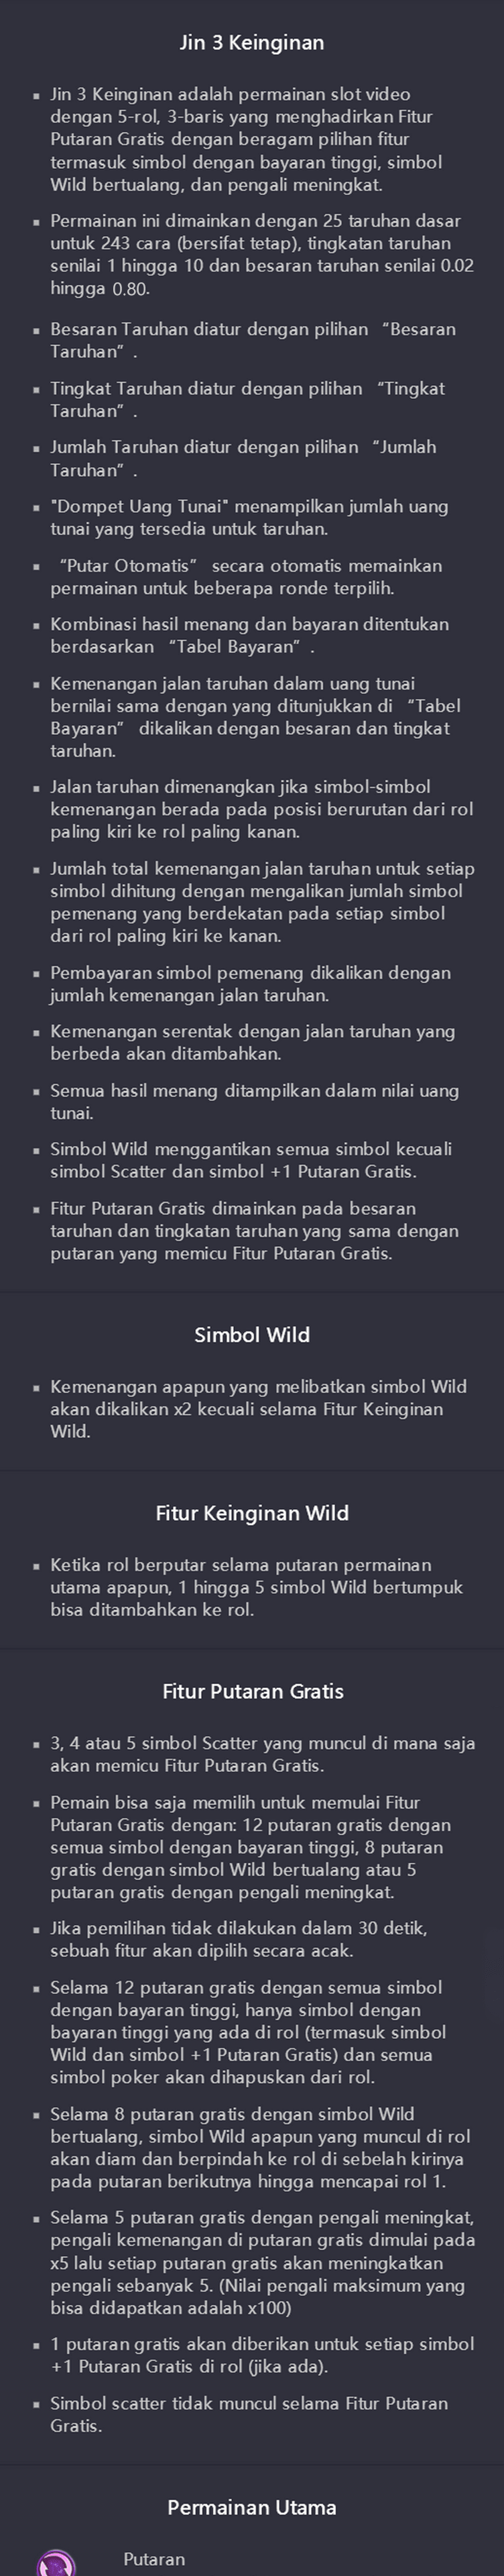 Jin 3 Keinginan
▪ Jin 3 Keinginan adalah permainan slot video
dengan 5-rol, 3-baris yang menghadirkan Fitur
Putaran Gratis dengan beragam pilihan fitur
termasuk simbol dengan bayaran tinggi, simbol
Wild bertualang, dan pengali meningkat.
▪ Permainan ini dimainkan dengan 25 taruhan dasar
untuk 243 cara (bersifat tetap), tingkatan taruhan
senilai 1 hingga 10 dan besaran taruhan senilai 0.02
hingga 0.80.
▪ Besaran Taruhan diatur dengan pilihan “Besaran
Taruhan” .
▪ Tingkat Taruhan diatur dengan pilihan “Tingkat
Taruhan” .
▪ Jumlah Taruhan diatur dengan pilihan “Jumlah
Taruhan” .
▪ "Dompet Uang Tunai" menampilkan jumlah uang
tunai yang tersedia untuk taruhan.
▪ “Putar Otomatis” secara otomatis memainkan
permainan untuk beberapa ronde terpilih.
▪ Kombinasi hasil menang dan bayaran ditentukan
berdasarkan “Tabel Bayaran” .
▪ Kemenangan jalan taruhan dalam uang tunai
bernilai sama dengan yang ditunjukkan di “Tabel
Bayaran” dikalikan dengan besaran dan tingkat
taruhan.
▪ Jalan taruhan dimenangkan jika simbol-simbol
kemenangan berada pada posisi berurutan dari rol
paling kiri ke rol paling kanan.
▪ Jumlah total kemenangan jalan taruhan untuk setiap
simbol dihitung dengan mengalikan jumlah simbol
pemenang yang berdekatan pada setiap simbol
dari rol paling kiri ke kanan.
▪ Pembayaran simbol pemenang dikalikan dengan
jumlah kemenangan jalan taruhan.
▪ Kemenangan serentak dengan jalan taruhan yang
berbeda akan ditambahkan.
▪ Semua hasil menang ditampilkan dalam nilai uang
tunai.
▪ Simbol Wild menggantikan semua simbol kecuali
simbol Scatter dan simbol +1 Putaran Gratis.
▪ Fitur Putaran Gratis dimainkan pada besaran
taruhan dan tingkatan taruhan yang sama dengan
putaran yang memicu Fitur Putaran Gratis.
Simbol Wild
▪ Kemenangan apapun yang melibatkan simbol Wild
akan dikalikan x2 kecuali selama Fitur Keinginan
Wild.
Fitur Keinginan Wild
▪ Ketika rol berputar selama putaran permainan
utama apapun, 1 hingga 5 simbol Wild bertumpuk
bisa ditambahkan ke rol.
Fitur Putaran Gratis
▪ 3, 4 atau 5 simbol Scatter yang muncul di mana saja
akan memicu Fitur Putaran Gratis.
▪ Pemain bisa saja memilih untuk memulai Fitur
Putaran Gratis dengan: 12 putaran gratis dengan
semua simbol dengan bayaran tinggi, 8 putaran
gratis dengan simbol Wild bertualang atau 5
putaran gratis dengan pengali meningkat.
▪ Jika pemilihan tidak dilakukan dalam 30 detik,
sebuah fitur akan dipilih secara acak.
▪ Selama 12 putaran gratis dengan semua simbol
dengan bayaran tinggi, hanya simbol dengan
bayaran tinggi yang ada di rol (termasuk simbol
Wild dan simbol +1 Putaran Gratis) dan semua
simbol poker akan dihapuskan dari rol.
▪ Selama 8 putaran gratis dengan simbol Wild
bertualang, simbol Wild apapun yang muncul di rol
akan diam dan berpindah ke rol di sebelah kirinya
pada putaran berikutnya hingga mencapai rol 1.
▪ Selama 5 putaran gratis dengan pengali meningkat,
pengali kemenangan di putaran gratis dimulai pada
x5 lalu setiap putaran gratis akan meningkatkan
pengali sebanyak 5. (Nilai pengali maksimum yang
bisa didapatkan adalah x100)
▪ 1 putaran gratis akan diberikan untuk setiap simbol
+1 Putaran Gratis di rol (jika ada).
▪ Simbol scatter tidak muncul selama Fitur Putaran
Gratis.
Permainan Utama
Putaran